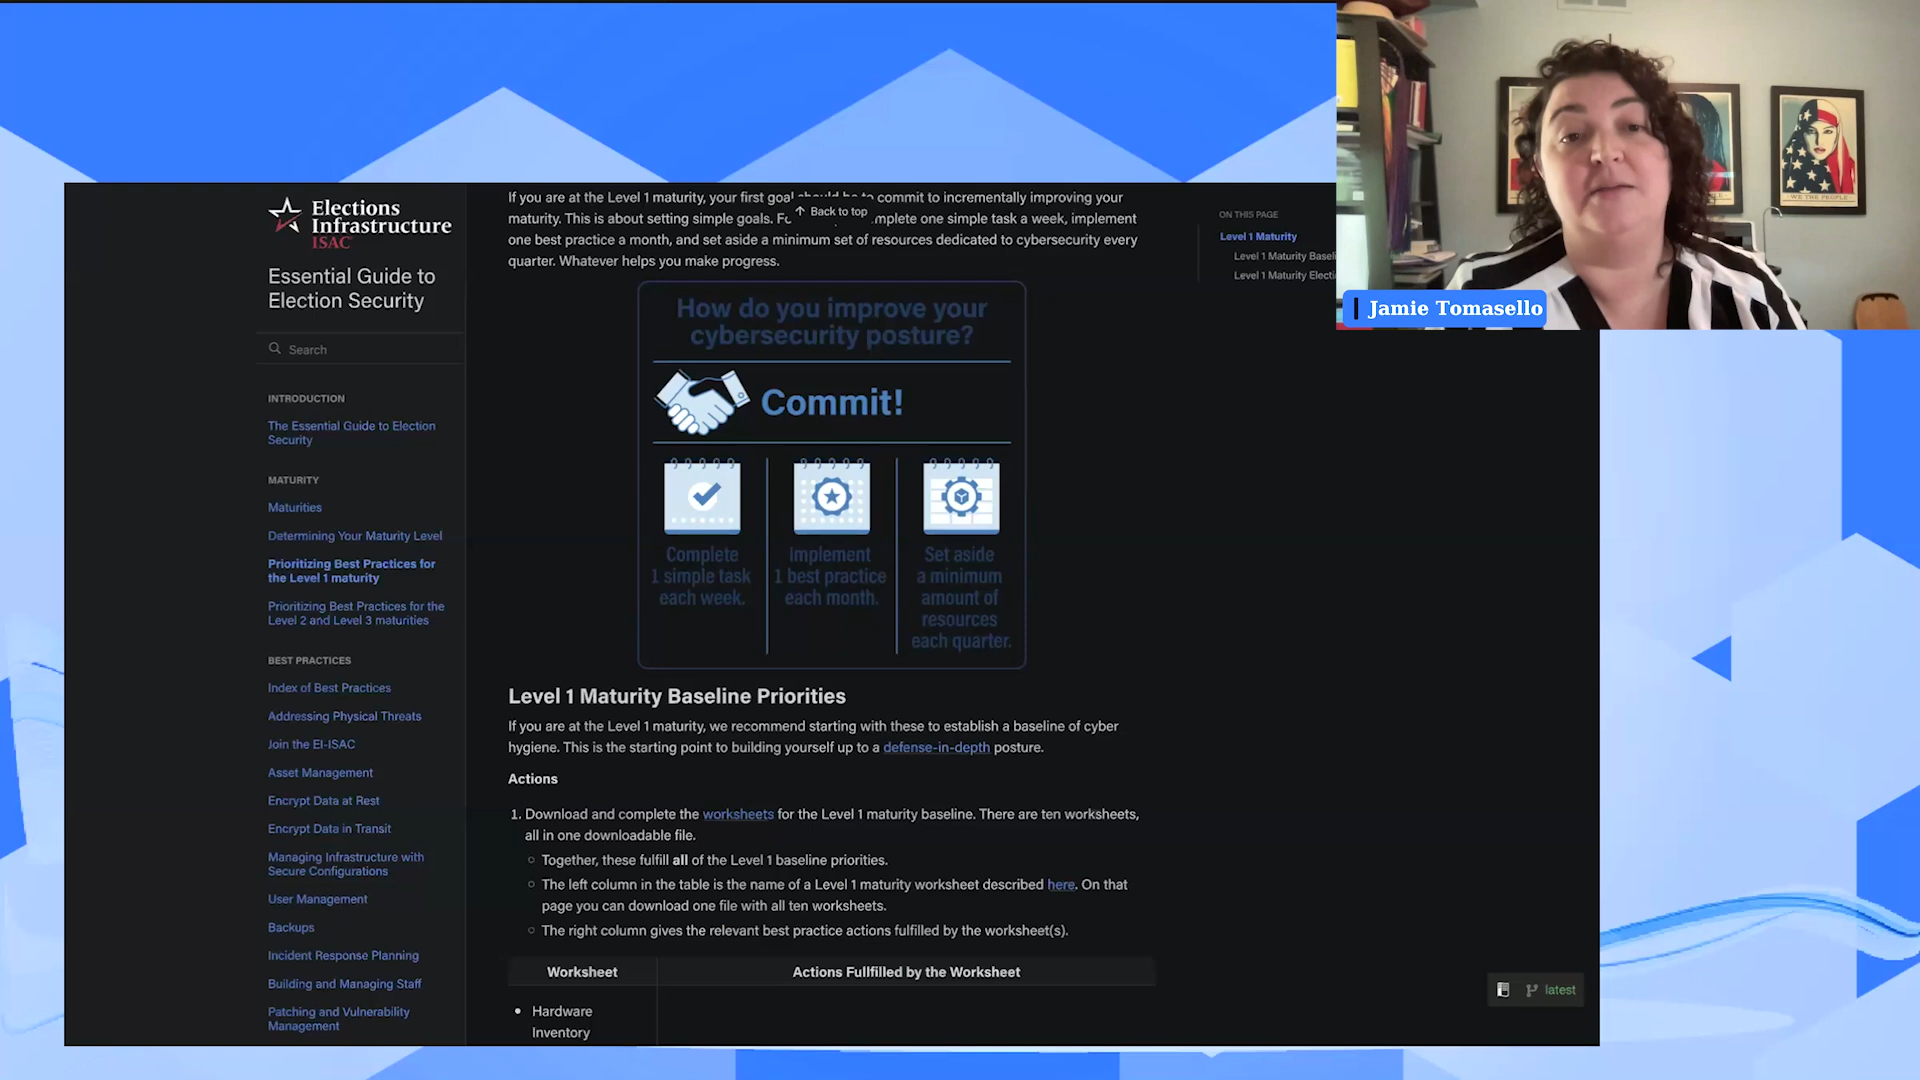 Elections
Infrastructure
ISAC
Essential Guide to
Election Security
Search
INTRODUCTION
The Essential Guide to Election
Security
MATURITY
Maturities
Determining Your Maturity Level
Prioritizing Best Practices for
the Level 1 maturity
Prioritizing Best Practices for the
Level 2 and Level 3 maturities
BEST PRACTICES
Index of Best Practices
Addressing Physical Threats
Join the EI-ISAC
Asset Management
Encrypt Data at Rest
Encrypt Data in Transit
Managing Infrastructure with
Secure Configurations
User Management
Backups
Incident Response Planning
Building and Managing Staff
Patching and Vulnerability
Management
If you are at the Level 1 maturity, your first goal should be to commit to incrementally improving your
maturity. This is about setting simple goals. mplete one simple task a week, implement
Back to top
one best practice a month, and set aside a minimum set of resources dedicated to cybersecurity every
quarter. Whatever helps you make progress.
How do you improve your
cybersecurity posture?
Commit!
Complete
1 simple task
each week.
Implement
1 best practice
each month.
Set aside
a minimum
amount of
resources
each quarter.
Level 1 Maturity Baseline Priorities
If you are at the Level 1 maturity, we recommend starting with these to establish a baseline of cyber
hygiene. This is the starting point to building yourself up to a defense-in-depth posture.
Actions
1. Download and complete the worksheets for the Level 1 maturity baseline. There are ten worksheets,
all in one downloadable file.
Together, these fulfill all of the Level 1 baseline priorities.
The left column in the table is the name of a Level 1 maturity worksheet described here. On that
page you can download one file with all ten worksheets.
The right column gives the relevant best practice actions fulfilled by the worksheet(s).
Worksheet
Actions Fullfilled by the Worksheet
Hardware
Inventory
ON THIS PAGE
Level 1 Maturity
Level 1 Maturity Baseli
Level 1 Maturity Electi
latest
Jamie Tomasello
WE THE PEOPLE